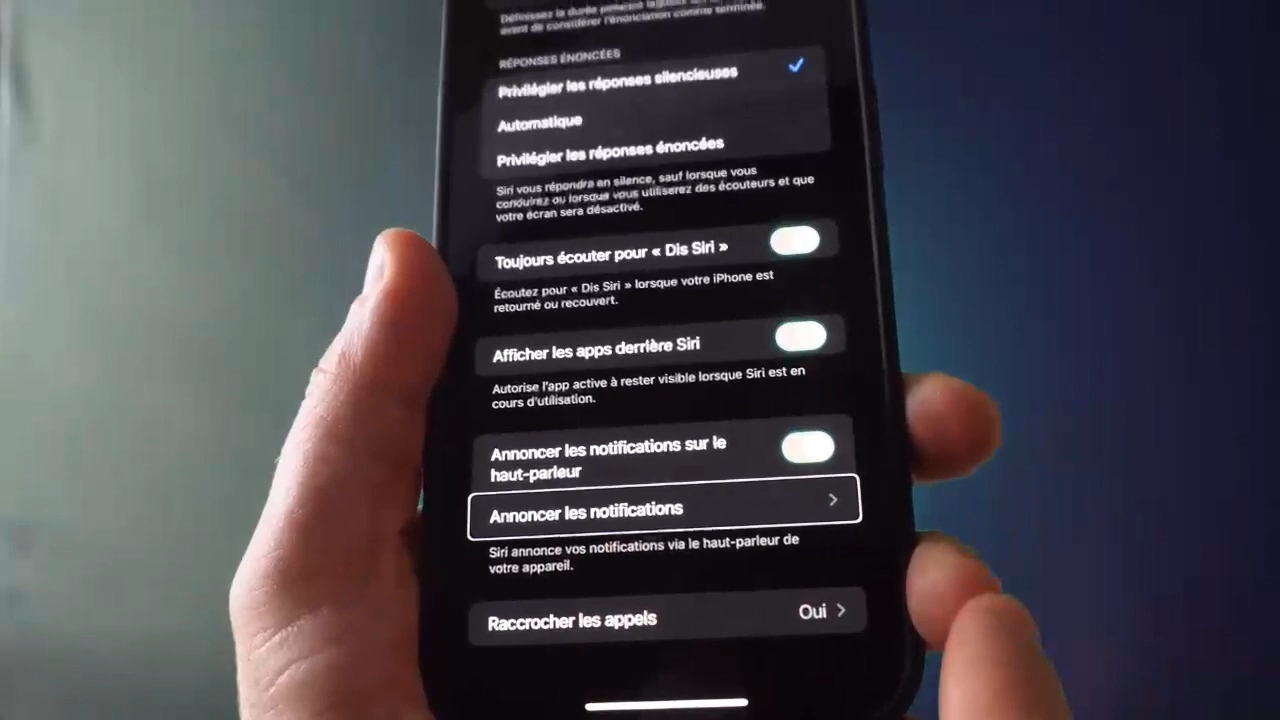 Définissez la durée pendant laquelle Siri
avant de considérer l'énonciation comme terminée.
RÉPONSES ÉNONCÉES
Privilégier les réponses silencieuses
Automatique
Privilégier les réponses énoncées
Siri vous répondra en silence, sauf lorsque vous
conduirez ou lorsque vous utiliserez des écouteurs et que
votre écran sera désactivé.
Toujours écouter pour « Dis Siri »
Écoutez pour « Dis Siri » lorsque votre iPhone est
retourné ou recouvert.
Afficher les apps derrière Siri
Autorise l'app active à rester visible lorsque Siri est en
cours d'utilisation.
Annoncer les notifications sur le
haut-parleur
Annoncer les notifications
Siri annonce vos notifications via le haut-parleur de
votre appareil.
Raccrocher les appels Oui